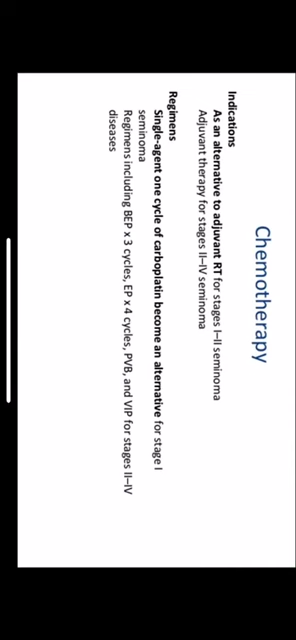 Chemotherapy
Indications
As an alternative to adjuvant RT for stages I–II seminoma
Adjuvant therapy for stages II–IV seminoma
Regimens
Single-agent one cycle of carboplatin become an alternative for stage I
seminoma
Regimens including BEP x 3 cycles, EP x 4 cycles, PVB, and VIP for stages II–IV
diseases